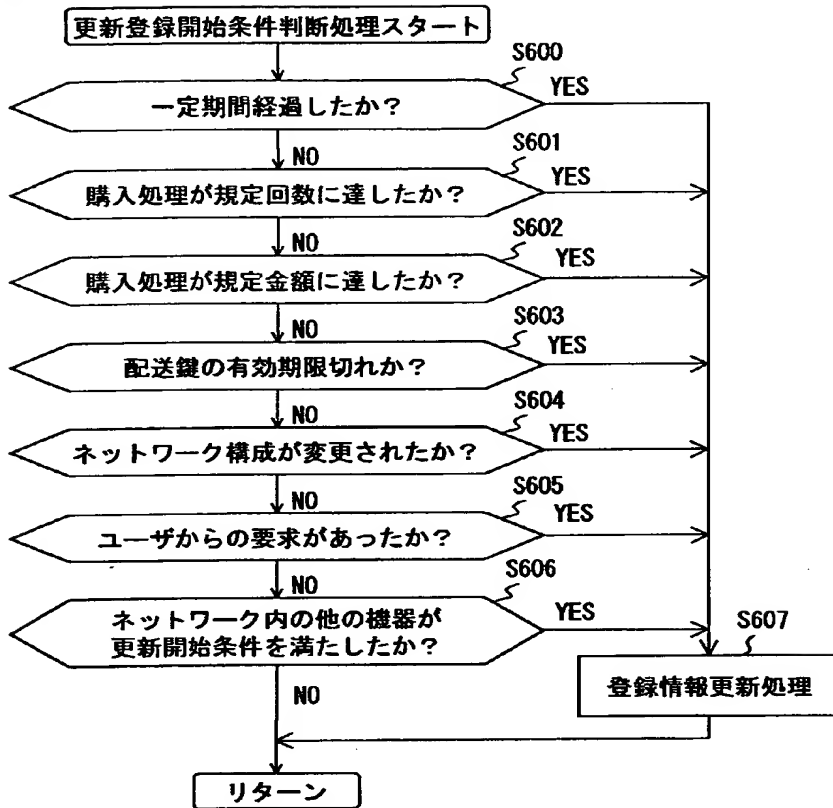 更新登録開始条件判断処理スタート
S600
一定期間経過したか？
YES
NO
S601
購入処理が規定回数に達したか？
YES
NO
S602
購入処理が規定金額に達したか？
YES
NO
S603
配送鍵の有効期限切れか？
YES
NO
S604
ネットワーク構成が変更されたか？
YES
NO
S605
ユーザからの要求があったか？
YES
NO
S606
ネットワーク内の他の機器が
更新開始条件を満たしたか？
YES
NO
S607
登録情報更新処理
リターン